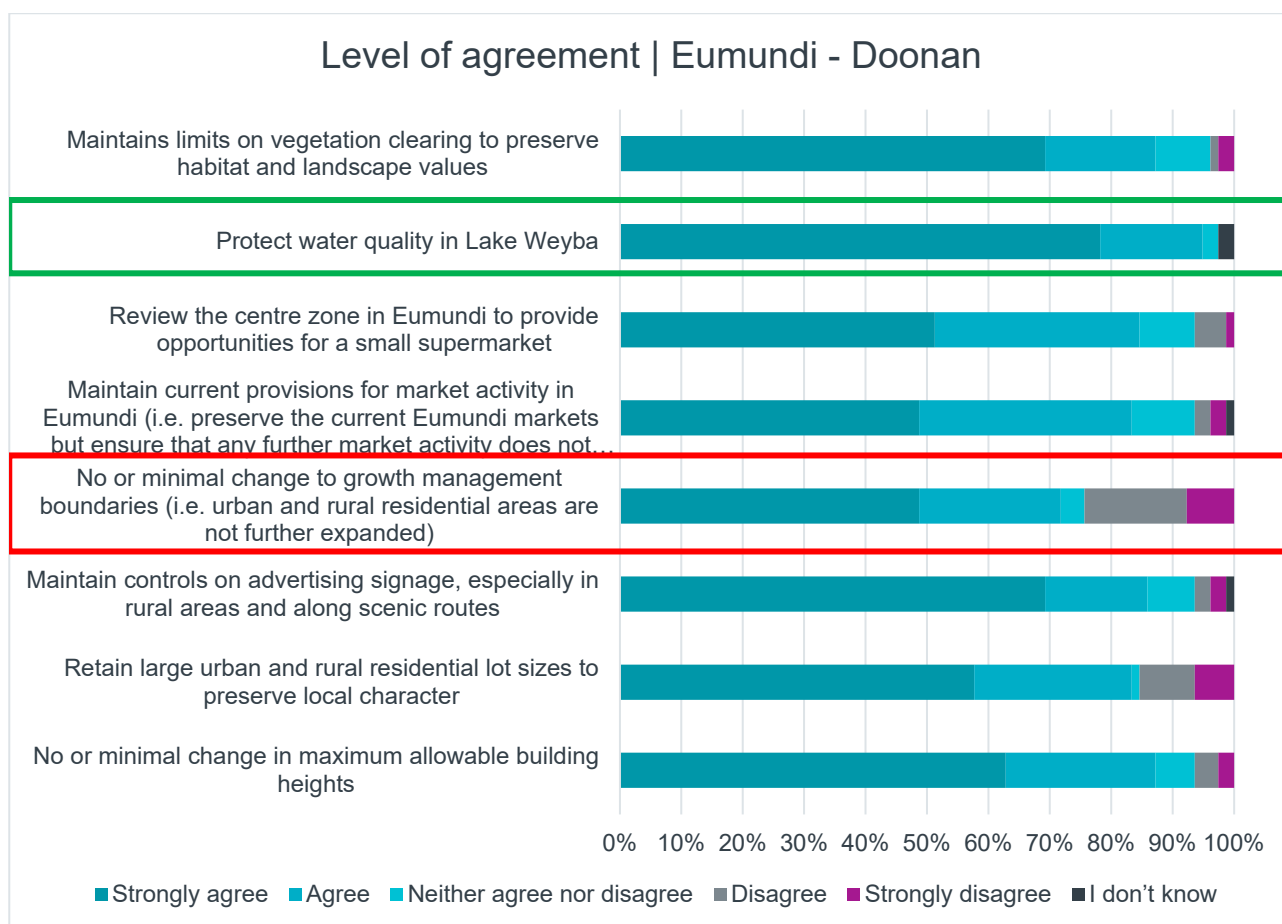 Level of agreement | Eumundi - Doonan
Maintains limits on vegetation clearing to preserve
habitat and landscape values
Protect water quality in Lake Weyba
Review the centre zone in Eumundi to provide
opportunities for a small supermarket
Maintain current provisions for market activity in
Eumundi (i.e. preserve the current Eumundi markets
but ensure that any further market activity does not…
No or minimal change to growth management
boundaries (i.e. urban and rural residential areas are
not further expanded)
Maintain controls on advertising signage, especially in
rural areas and along scenic routes
Retain large urban and rural residential lot sizes to
preserve local character
No or minimal change in maximum allowable building
heights
0% 10% 20% 30% 40% 50% 60% 70% 80% 90% 100%
Strongly agree Agree Neither agree nor disagree Disagree Strongly disagree I don’t know